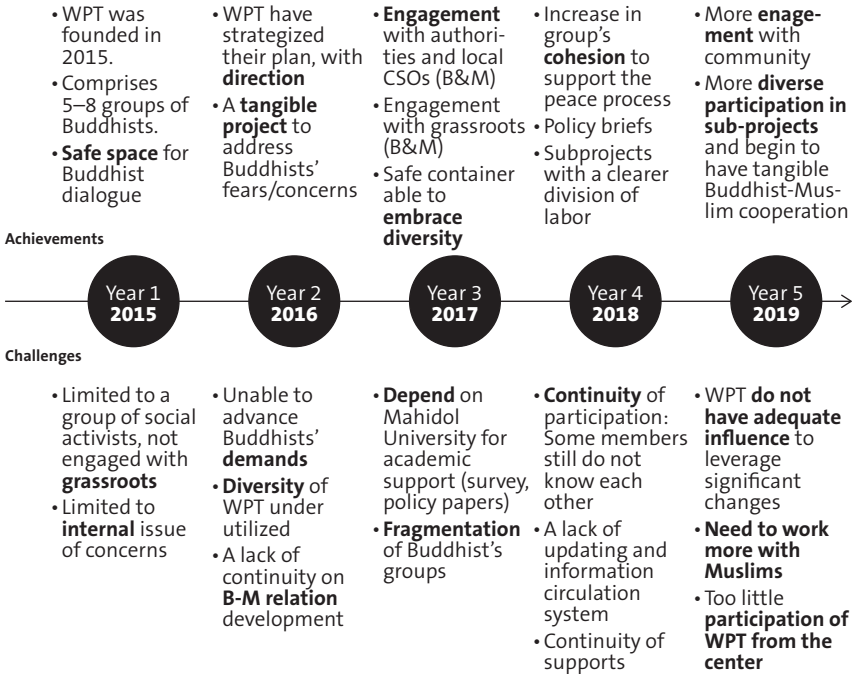 • WPT was
founded in
2015.
• Comprises
5–8 groups of
Buddhists.
• Safe space for
Buddhist
dialogue
• WPT have
strategized
their plan, with
direction
• A tangible
project to
address
Buddhists’
fears/concerns
• Engagement
with authori-
ties and local
CSOs (B&M)
• Engagement
with grassroots
(B&M)
• Safe container
able to
embrace
diversity
• Increase in
group’s
cohesion to
support the
peace process
• Policy briefs
• Subprojects
with a clearer
division of
labor
• More enage-
ment with
community
• More diverse
participation in
sub-projects
and begin to
have tangible
Buddhist-Mus-
lim cooperation
Achievements
Year 1
2015
Year 2
2016
Year 3
2017
Year 4
2018
Year 5
2019
Challenges
• Limited to a
group of social
activists, not
engaged with
grassroots
• Limited to
internal issue
of concerns
• Unable to
advance
Buddhists’
demands
• Diversity of
WPT under
utilized
• A lack of
continuity on
B-M relation
development
• Depend on
Mahidol
University for
academic
support (survey,
policy papers)
• Fragmentation
of Buddhist’s
groups
• Continuity of
participation:
Some members
still do not
know each
other
• A lack of
updating and
information
circulation
system
• Continuity of
supports
• WPT do not
have adequate
influence to
leverage
significant
changes
• Need to work
more with
Muslims
• Too little
participation of
WPT from the
center